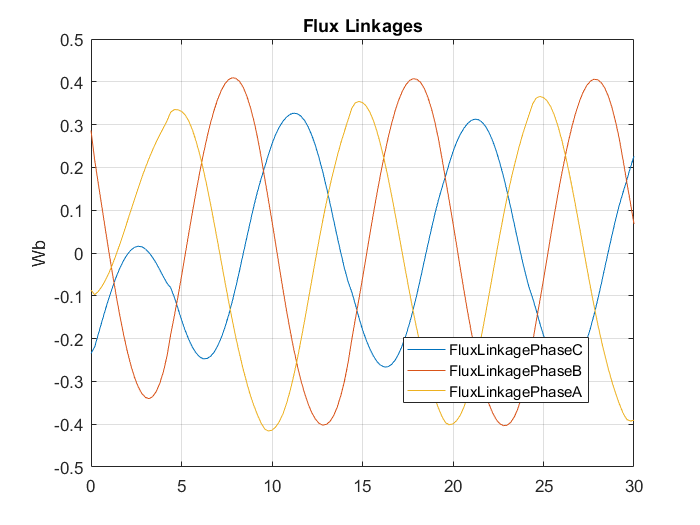 Flux Linkages
Wb
0.5
0.4
0.3
0.2
0.1
0
-0.1
-0.2
-0.3
-0.4
-0.5
FluxLinkagePhaseC
FluxLinkagePhaseB
FluxLinkagePhaseA
0 5 10 15 20 25 30